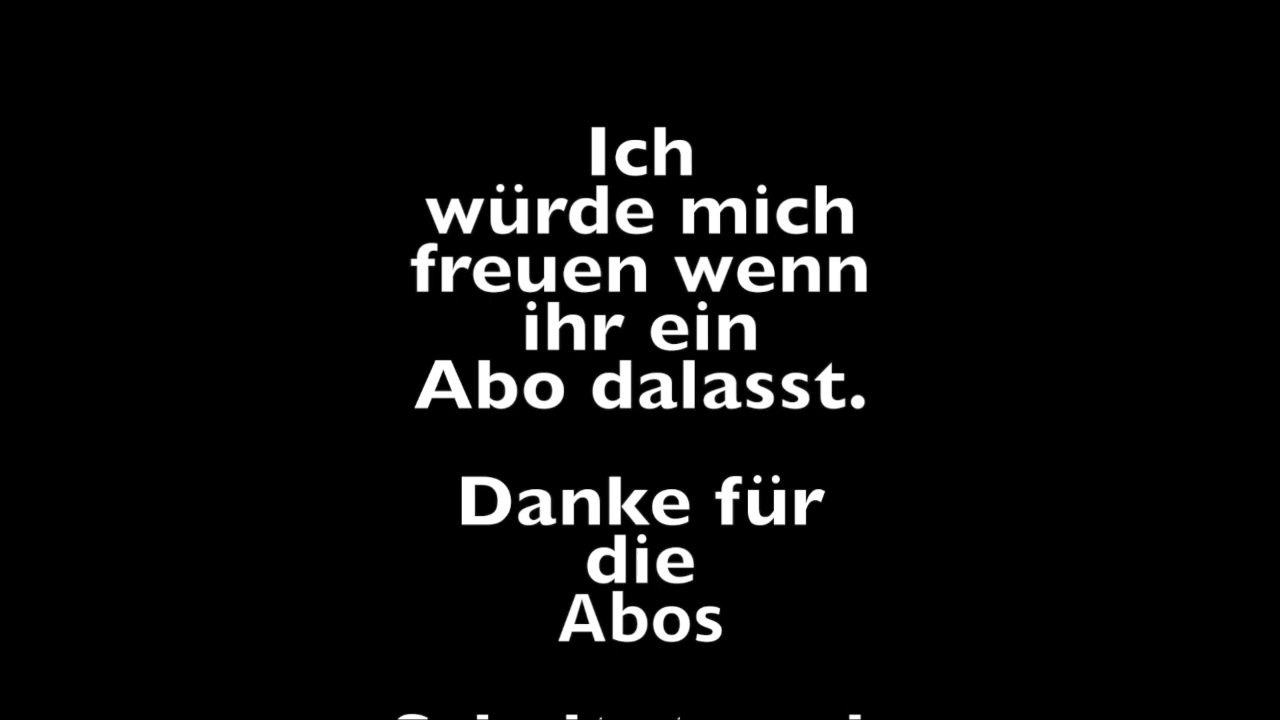 Ich
würde mich
freuen wenn
ihr ein
Abo dalasst.
Danke für
die
Abos